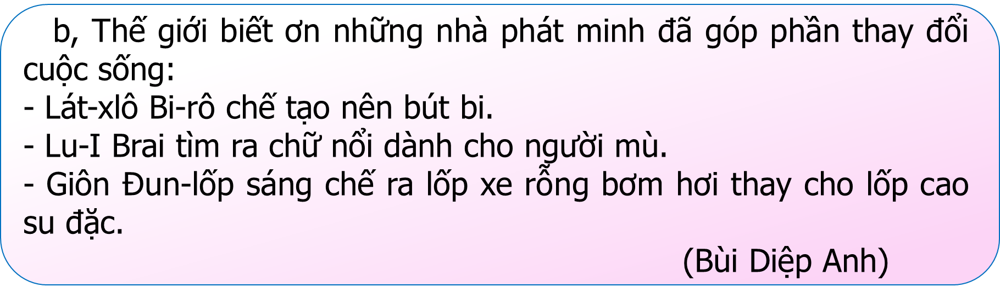 b, Thế giới biết ơn những nhà phát minh đã góp phần thay đổi
cuộc sống:
- Lát-xlô Bi-rô chế tạo nên bút bi.
- Lu-I Brai tìm ra chữ nổi dành cho người mù.
- Giôn Đun-lốp sáng chế ra lốp xe rỗng bơm hơi thay cho lốp cao
su đặc.
(Bùi Diệp Anh)